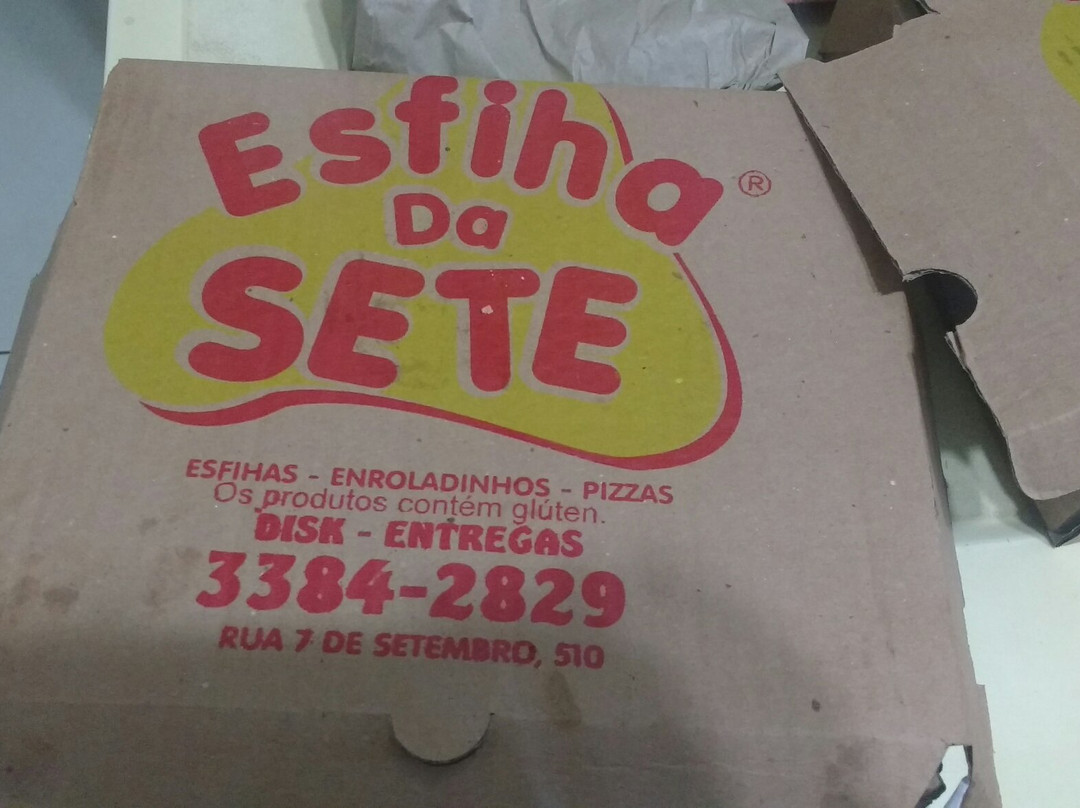 Esfiha ®
Da
SETE
ESFIHAS - ENROLADINHOS - PIZZAS
Os produtos contém glúten.
DISK - ENTREGAS
3384-2829
RUA 7 DE SETEMBRO, 510